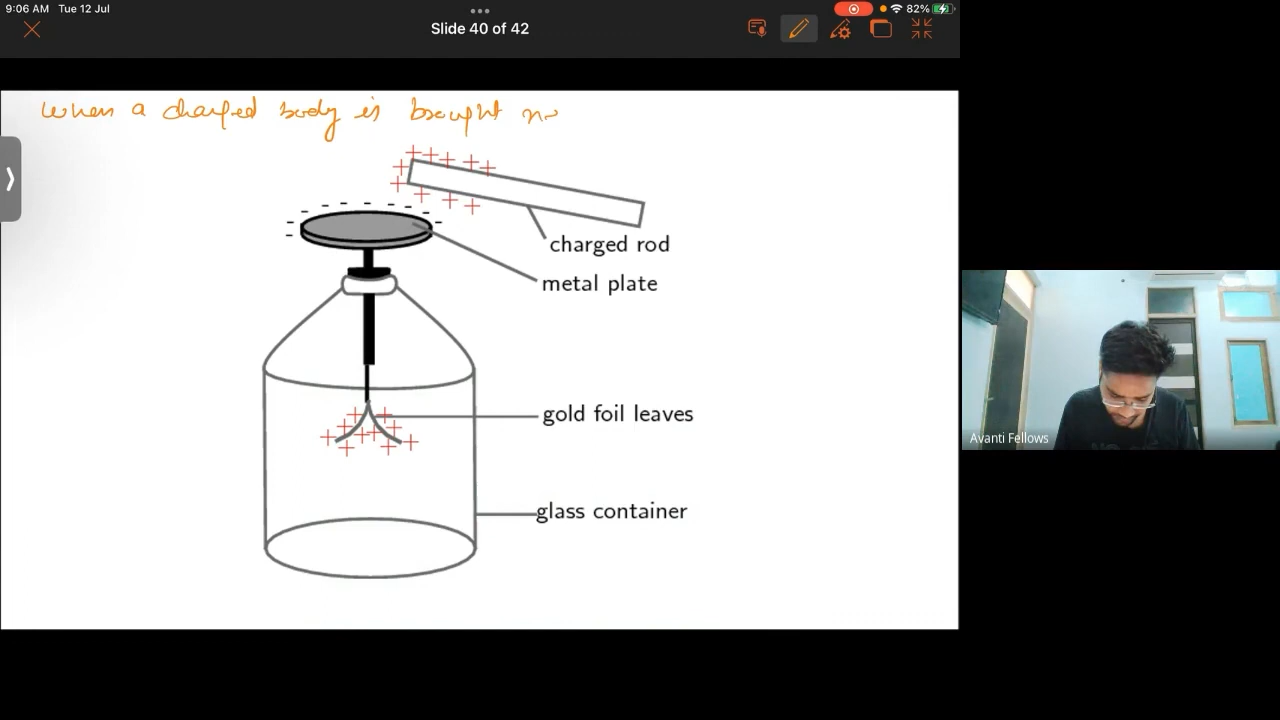 9:06 AM Tue 12 Jul
82%
Slide 40 of 42
when a charged body is brought
charged rod
metal plate
gold foil leaves
glass container
Avanti Fellows